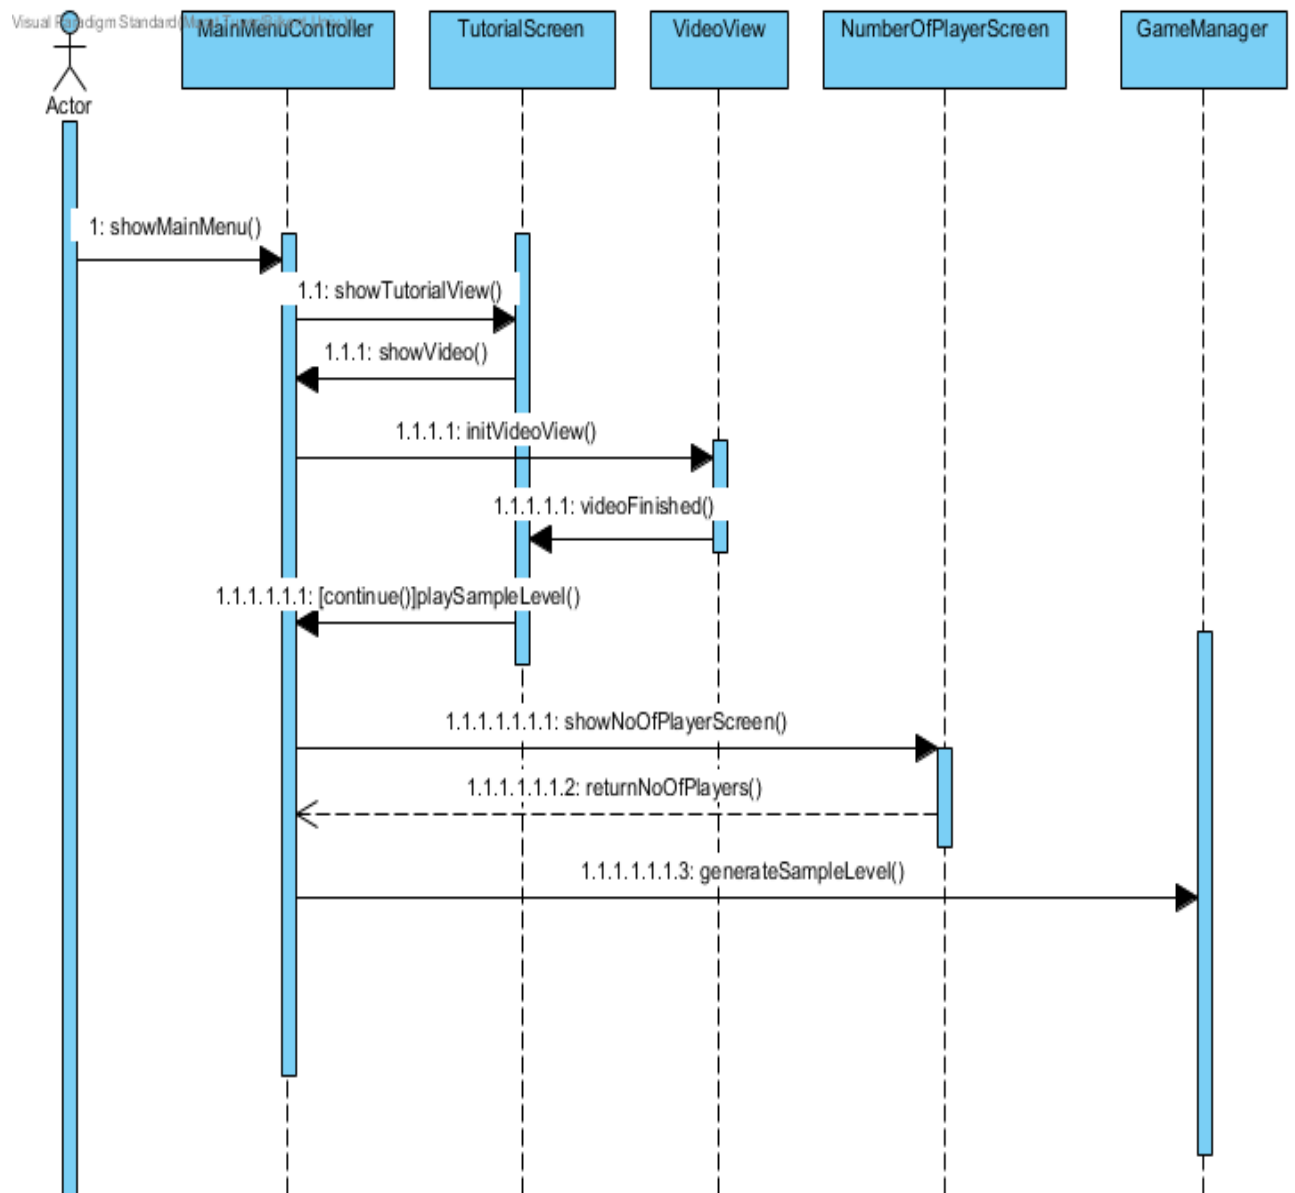 Visual Paradigm Standard
MainMenuController
TutorialScreen
VideoView
NumberOfPlayerScreen
GameManager
Actor
1: showMainMenu()
1.1: showTutorialView()
1.1.1: showVideo()
1.1.1.1: initVideoView()
1.1.1.1.1: videoFinished()
1.1.1.1.1.1: [continue()]playSampleLevel()
1.1.1.1.1.1.1: showNoOfPlayerScreen()
1.1.1.1.1.1.2: returnNoOfPlayers()
1.1.1.1.1.1.3: generateSampleLevel()